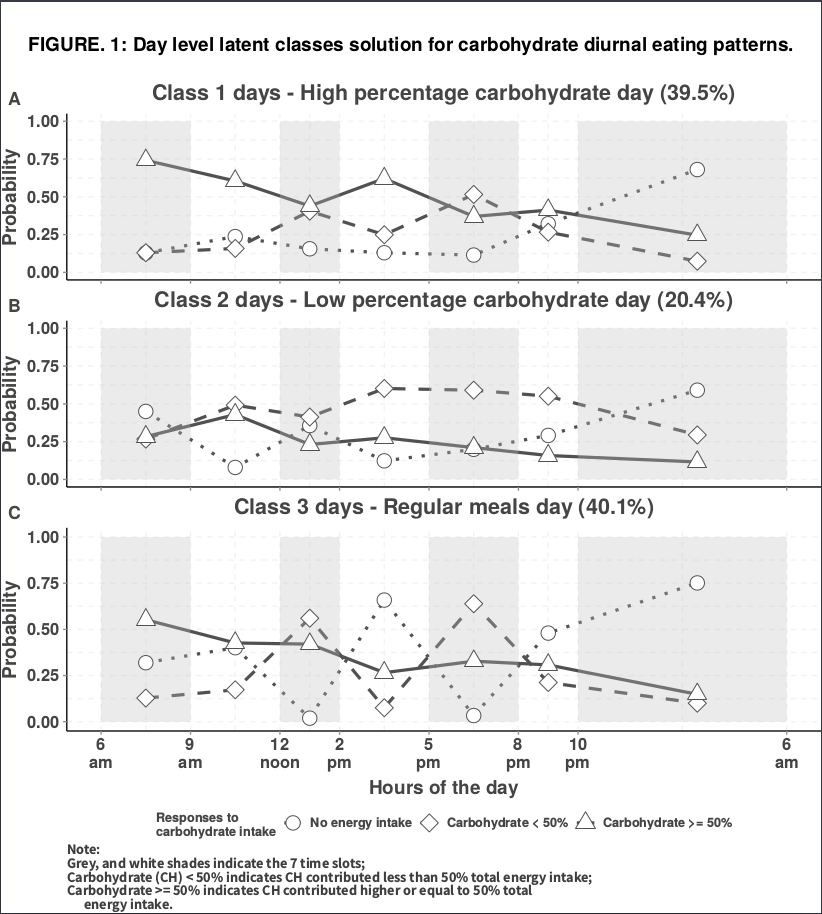 FIGURE. 1: Day level latent classes solution for carbohydrate diurnal eating patterns.
A
Class 1 days - High percentage carbohydrate day (39.5%)
Probability
1.00
0.75
0.50
0.25
0.00
B
Class 2 days - Low percentage carbohydrate day (20.4%)
Probability
1.00
0.75
0.50
0.25
0.00
C
Class 3 days - Regular meals day (40.1%)
Probability
1.00
0.75
0.50
0.25
0.00
6 9 12 2 5 8 10 6
am am noon pm pm pm pm am
Hours of the day
Responses to
carbohydrate intake
No energy intake Carbohydrate < 50% Carbohydrate >= 50%
Note:
Grey, and white shades indicate the 7 time slots;
Carbohydrate (CH) < 50% indicates CH contributed less than 50% total energy intake;
Carbohydrate >= 50% indicates CH contributed higher or equal to 50% total
energy intake.